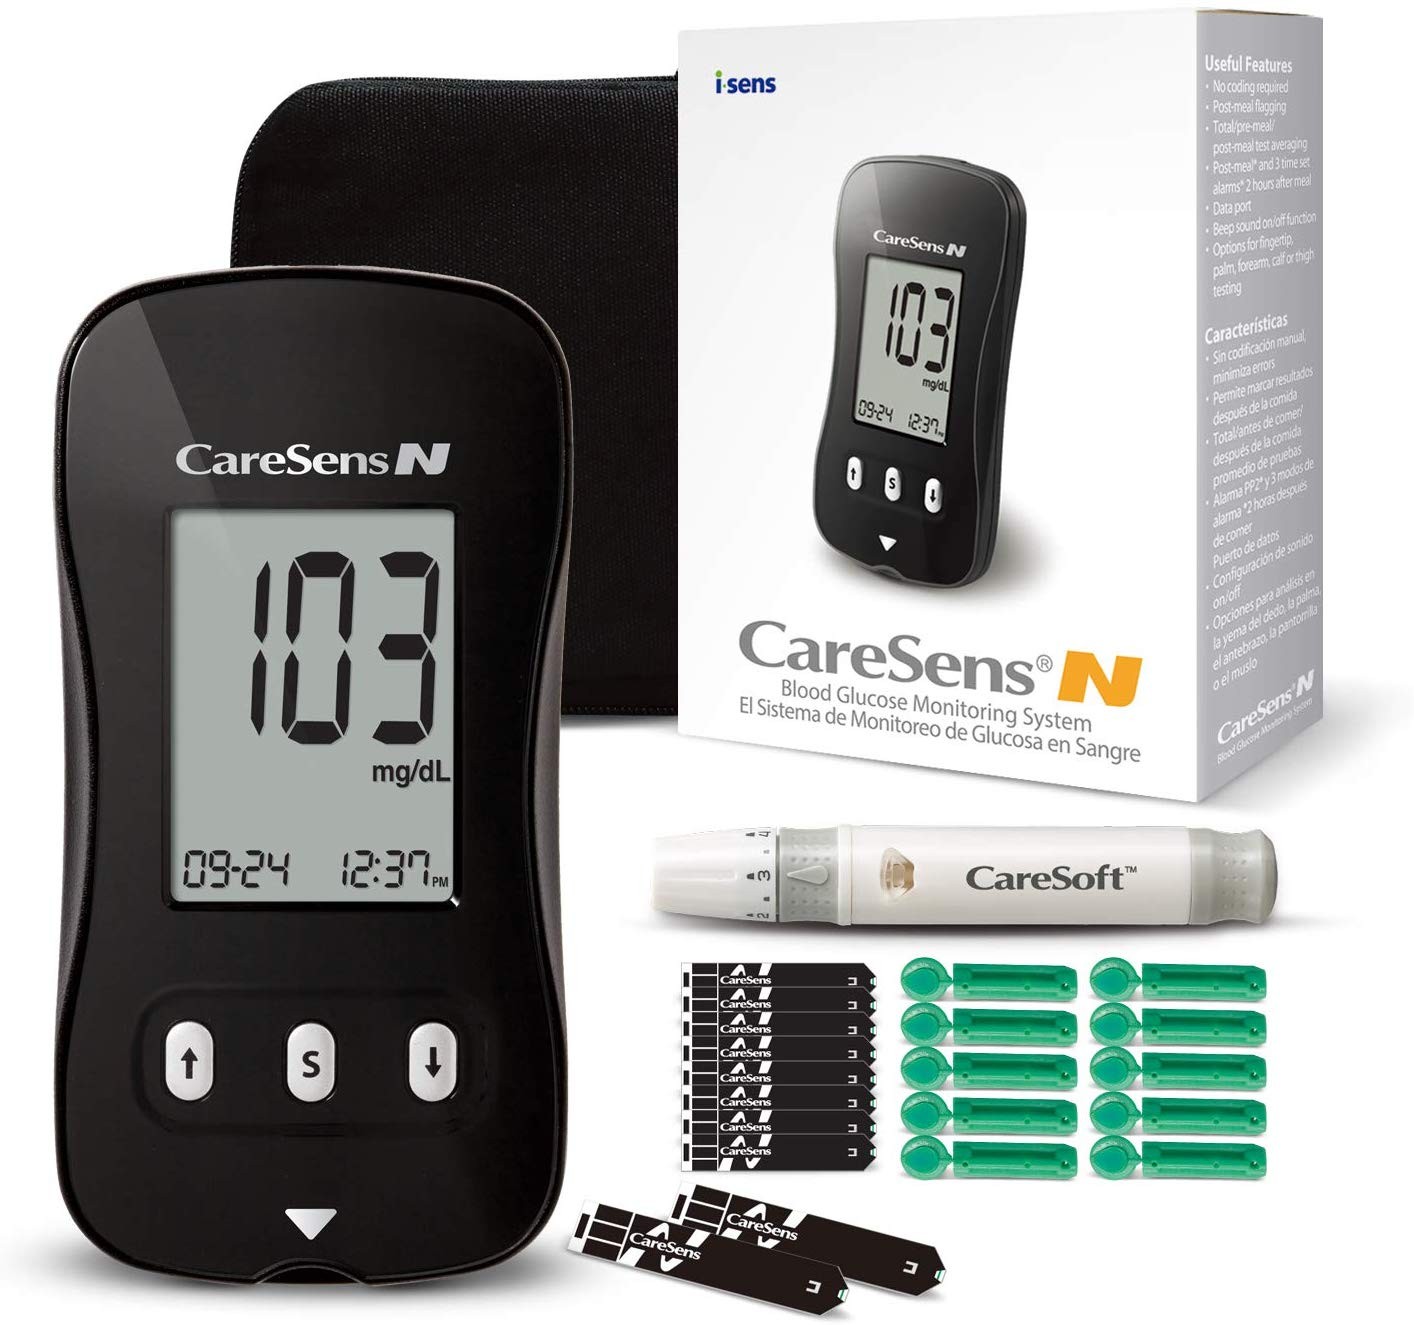 CareSens N
103
mg/dL
09-24 12:37 PM
↑ S ↓
i·sens
CareSens N
103
mg/dL
09-24 12:37
↑ S ↓
CareSens® N
Blood Glucose Monitoring System
El Sistema de Monitoreo de Glucosa en Sangre
Useful Features
• No coding required
• Post-meal flagging
• Total/pre-meal/
post-meal test averaging
• Post-meal* and 3 time set
alarms* 2 hours after meal
• Data port
• Beep sound on/off function
• Options for fingertip,
palm, forearm, calf or thigh
testing
Características
• Sin codificación manual,
minimiza errors
• Permite marcar resultados
después de la comida
• Total/antes de comer/
después de la comida
promedio de pruebas
• Alarma PP2* y 3 modos de
alarma *2 horas después
de comer
Puerto de datos
• Configuración de sonido
on/off
• Opciones para análisis en
la yema del dedo, la palma,
el antebrazo, la pantorrilla
o el muslo
CareSens® N
Blood Glucose Monitoring System
4
3
2
CareSoft™
CareSens
CareSens
CareSens
CareSens
CareSens
CareSens
CareSens
CareSens
CareSens
CareSens